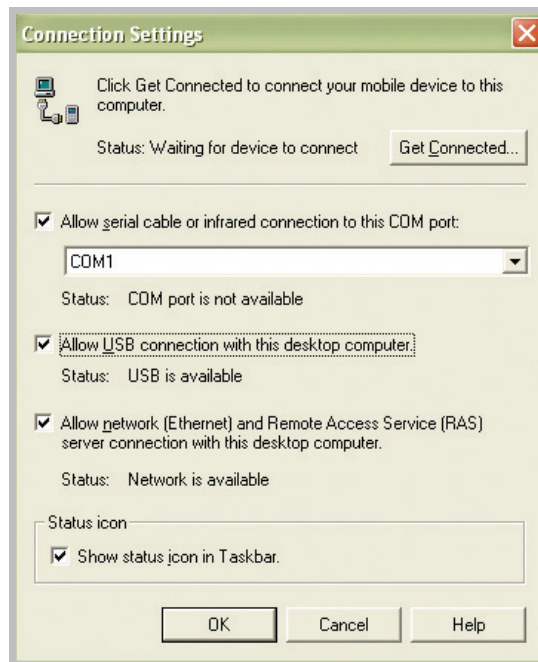 Connection Settings
Click Get Connected to connect your mobile device to this
computer.
Status: Waiting for device to connect
Get Connected...
Allow serial cable or infrared connection to this COM port:
COM1
Status: COM port is not available
Allow USB connection with this desktop computer.
Status: USB is available
Allow network (Ethernet) and Remote Access Service (RAS)
server connection with this desktop computer.
Status: Network is available
Status icon
Show status icon in Taskbar.
OK Cancel Help